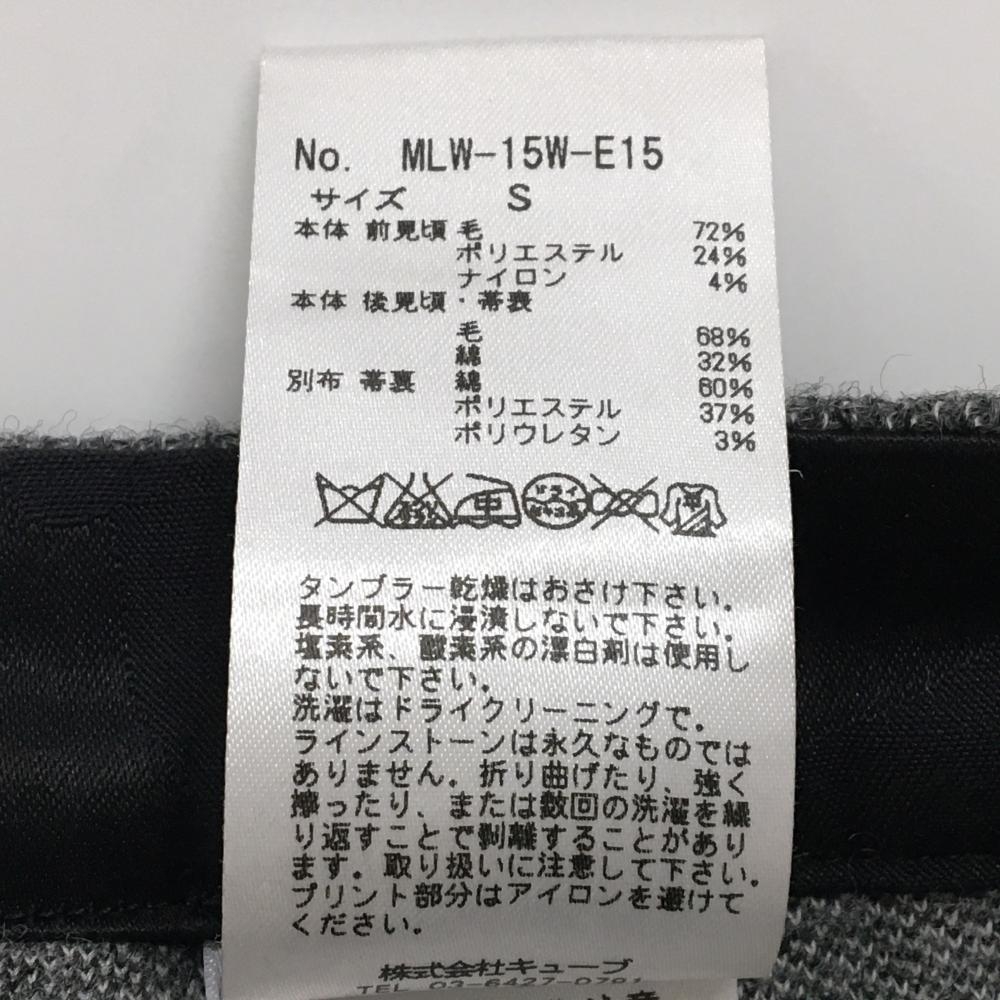 No. MLW-15W-E15
サイズ S
本体 前見頃 毛 72%
ポリエステル 24%
ナイロン 4%
本体 後見頃・帯裏
毛 68%
綿 32%
別布 帯裏 綿 60%
ポリエステル 37%
ポリウレタン 3%
中 ドライ
タンブラー乾燥はおさけ下さい。
長時間水に浸漬しないで下さい。
塩素系、酸素系の漂白剤は使用し
ないで下さい。
洗濯はドライクリーニングで。
ラインストーンは永久なものでは
ありません。折り曲げたり、強く
擦ったり、または数回の洗濯を繰
り返すことで剥離することがあり
ます。取り扱いに注意して下さい。
プリント部分はアイロンを避けて
ください。
株式会社キューブ
TEL 03-6427-0791